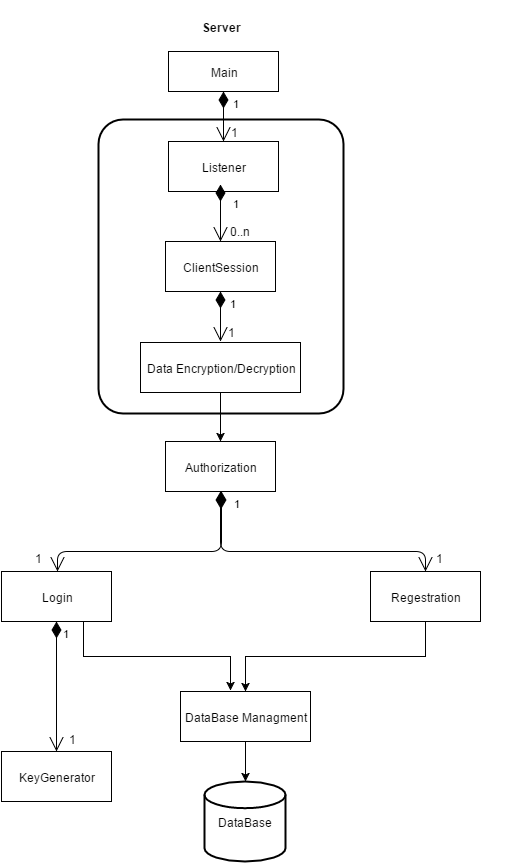 Server
Main
1
1
Listener
1
0..n
ClientSession
1
1
Data Encryption/Decryption
Authorization
1
1
1
Login
Regestration
1
DataBase Managment
1
KeyGenerator
DataBase